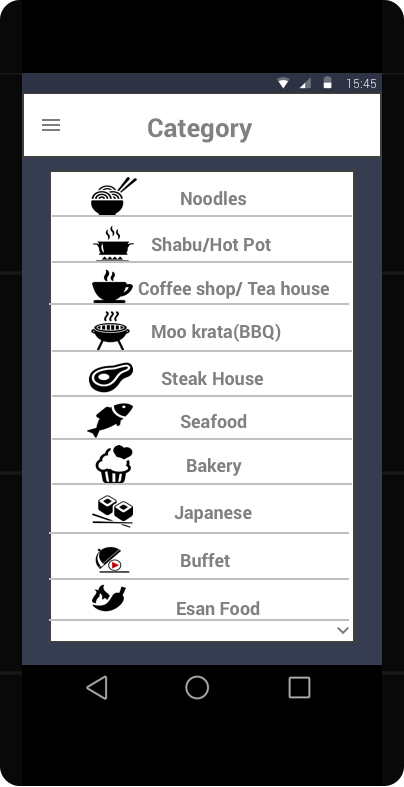 15:45
Category
Noodles
Shabu/Hot Pot
Coffee shop/ Tea house
Moo krata(BBQ)
Steak House
Seafood
Bakery
Japanese
Buffet
Esan Food